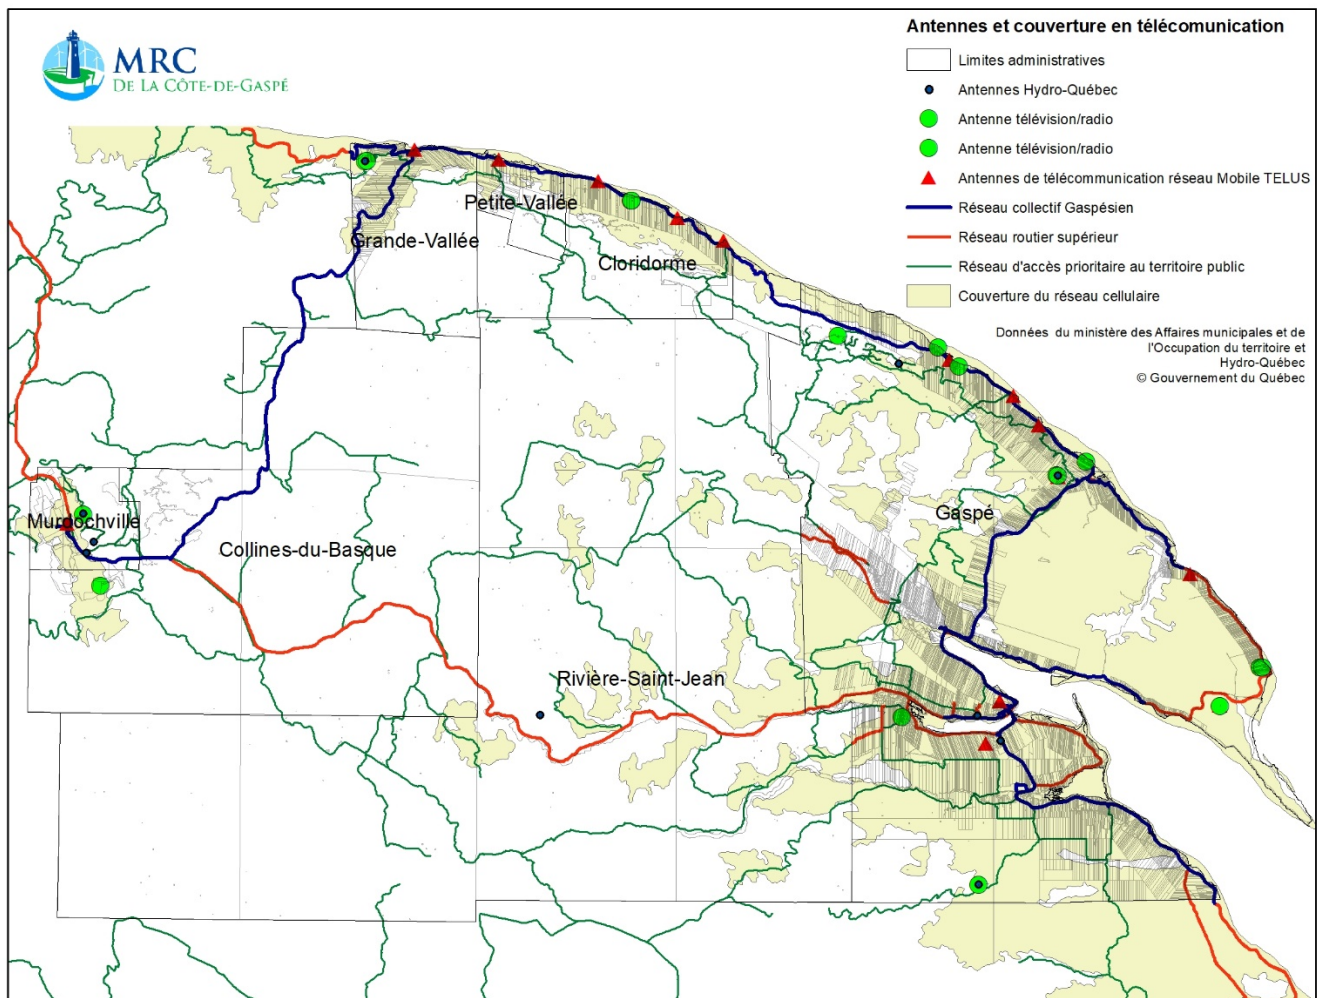 MRC
DE LA CÔTE-DE-GASPÉ
Antennes et couverture en télécomunication
Limites administratives
Antennes Hydro-Québec
Antenne télévision/radio
Antenne télévision/radio
Antennes de télécommunication réseau Mobile TELUS
Réseau collectif Gaspésien
Réseau routier supérieur
Réseau d'accès prioritaire au territoire public
Couverture du réseau cellulaire
Données du ministère des Affaires municipales et de
l'Occupation du territoire et
Hydro-Québec
© Gouvernement du Québec
Petite-Vallée
Grande-Vallée
Cloridorme
Gaspé
Murdochville
Collines-du-Basque
Rivière-Saint-Jean